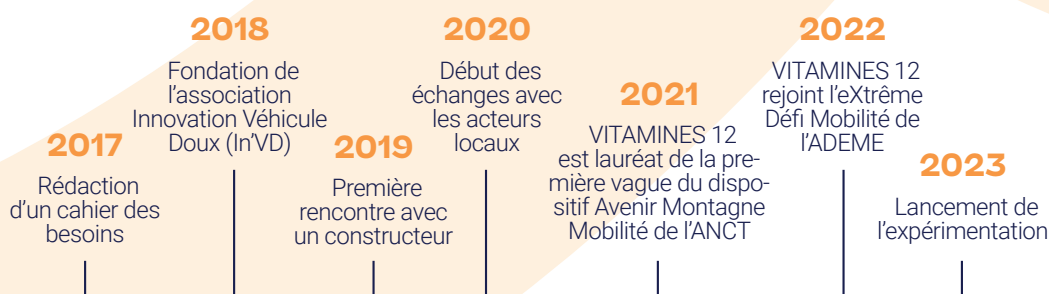 2017
Rédaction
d'un cahier des
besoins
2018
Fondation de
l'association
Innovation Véhicule
Doux (In'VD)
2019
Première
rencontre avec
un constructeur
2020
Début des
échanges avec
les acteurs
locaux
2021
VITAMINES 12
est lauréat de la pre-
mière vague du dispo-
sitif Avenir Montagne
Mobilité de l'ANCT
2022
VITAMINES 12
rejoint l'eXtrême
Défi Mobilité de
l'ADEME
2023
Lancement de
l'expérimentation